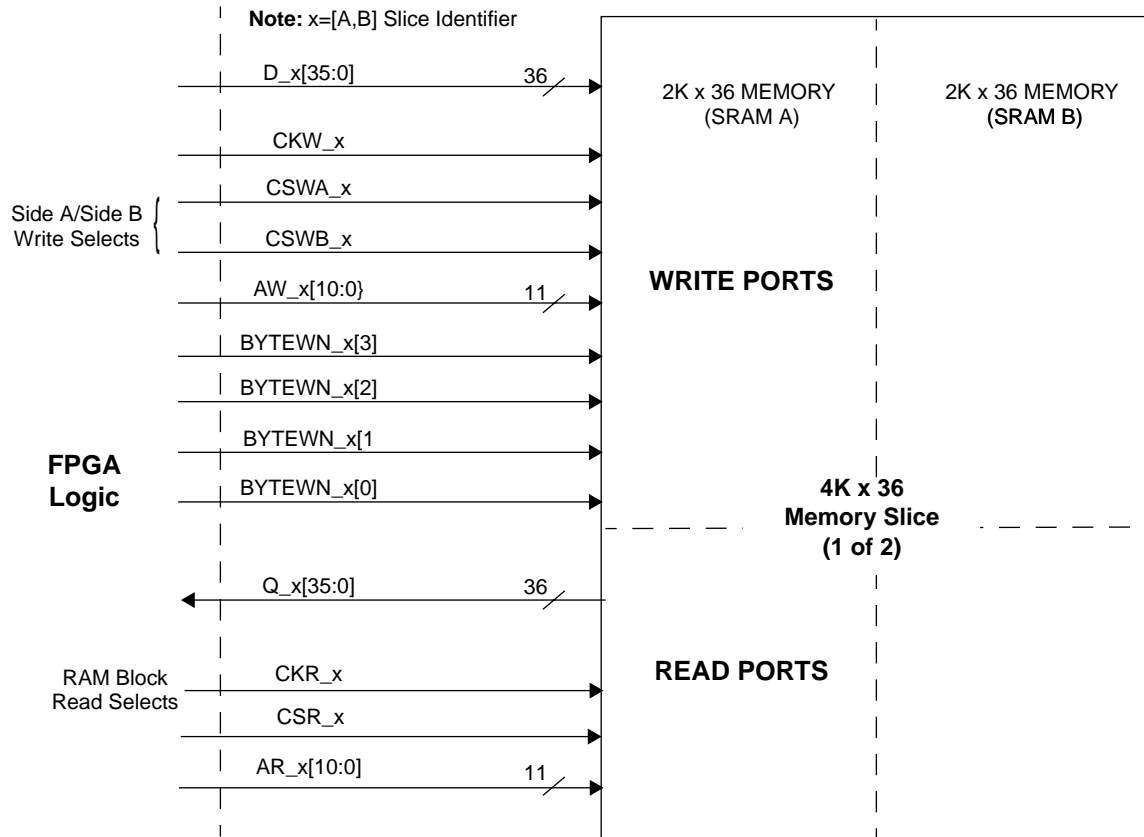 Note: x=[A,B] Slice Identifier
D_x[35:0]
36
2K x 36 MEMORY
(SRAM A)
2K x 36 MEMORY
(SRAM B)
CKW_x
CSWA_x
Side A/Side B
Write Selects
CSWB_x
AW_x[10:0}
11
WRITE PORTS
BYTEWN_x[3]
BYTEWN_x[2]
BYTEWN_x[1
FPGA
Logic
BYTEWN_x[0]
4K x 36
Memory Slice
(1 of 2)
Q_x[35:0]
36
READ PORTS
RAM Block
Read Selects
CKR_x
CSR_x
AR_x[10:0]
11